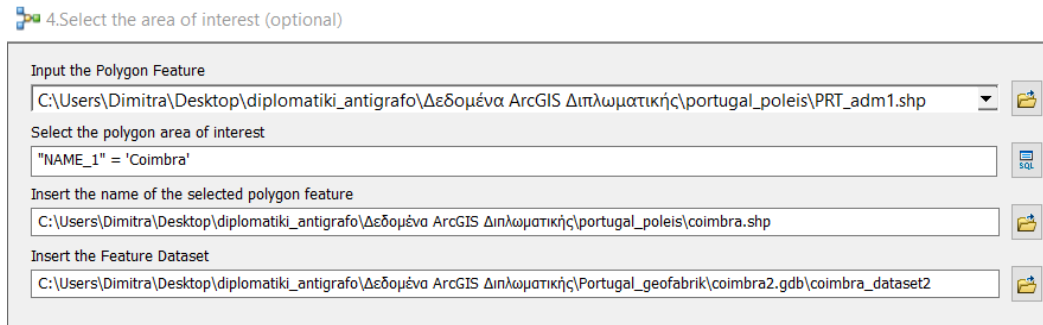 4.Select the area of interest (optional)
Input the Polygon Feature
C:\Users\Dimitra\Desktop\diplomatiki_antigrafo\Δεδομένα ArcGIS Διπλωματικής\portugal_poleis\PRT_adm1.shp
Select the polygon area of interest
"NAME_1" = 'Coimbra'
SQL
Insert the name of the selected polygon feature
C:\Users\Dimitra\Desktop\diplomatiki_antigrafo\Δεδομένα ArcGIS Διπλωματικής\portugal_poleis\coimbra.shp
Insert the Feature Dataset
C:\Users\Dimitra\Desktop\diplomatiki_antigrafo\Δεδομένα ArcGIS Διπλωματικής\Portugal_geofabrik\coimbra2.gdb\coimbra_dataset2